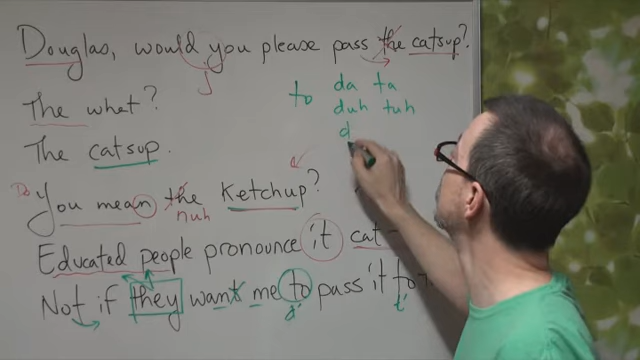 Douglas, would you please pass the catsup?
j
The what?
The catsup.
to da ta
duh tuh
d
Do
You mean the Ketchup?
nuh
Educated people pronounce it cat-
Not if they want me to pass it to
d'
t'